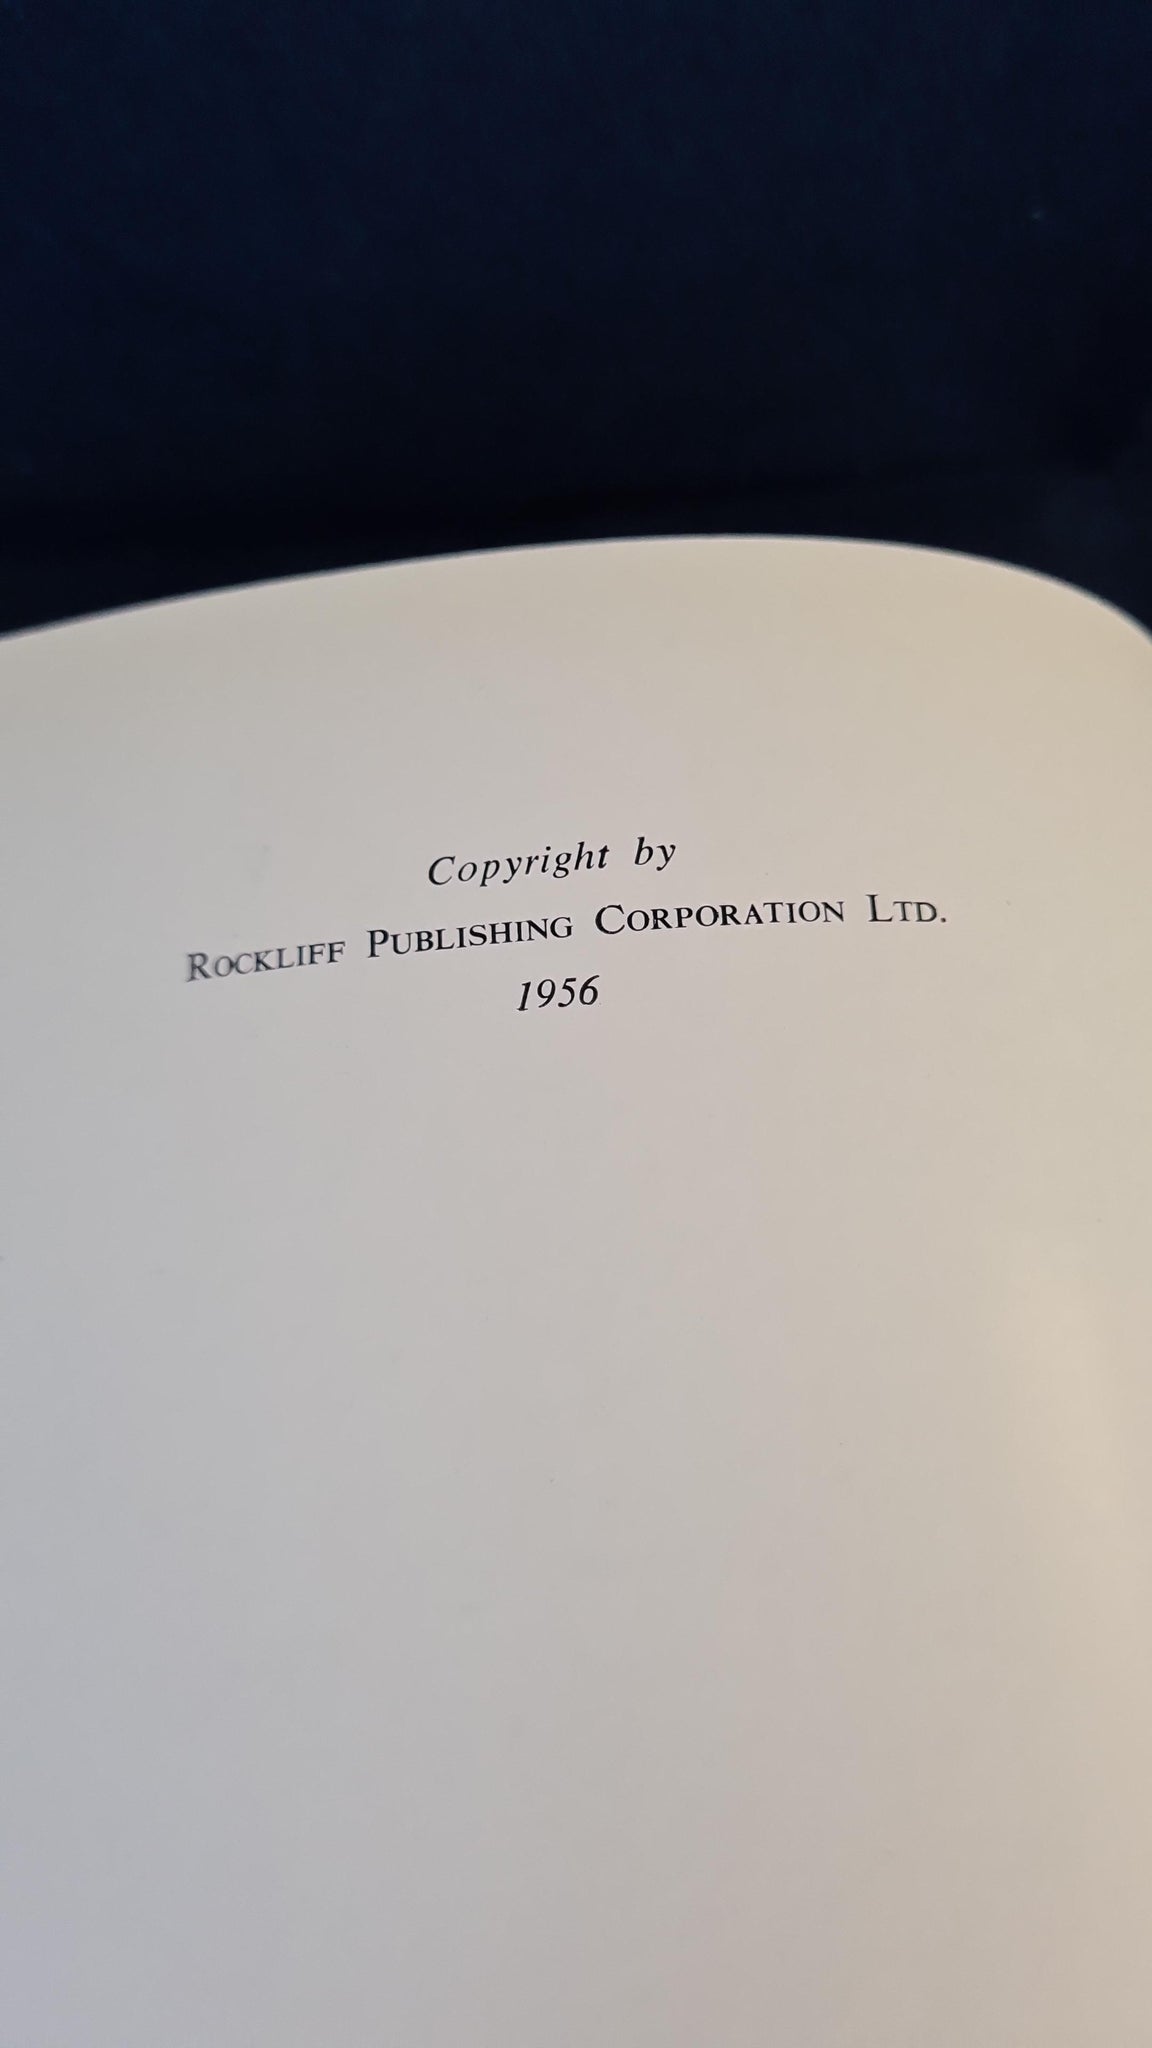 Copyright by
ROCKLIFF PUBLISHING CORPORATION LTD.
1956